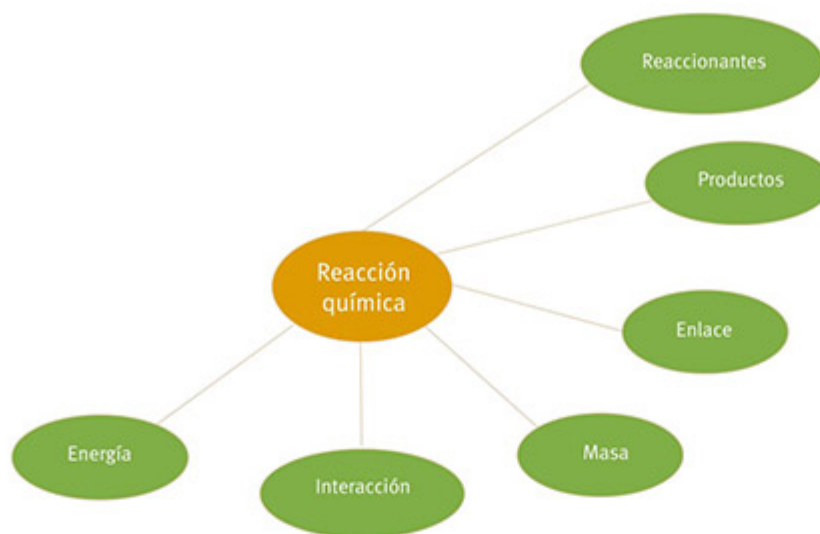 Reaccionantes
Productos
Reacción
química
Enlace
Energía
Masa
Interacción